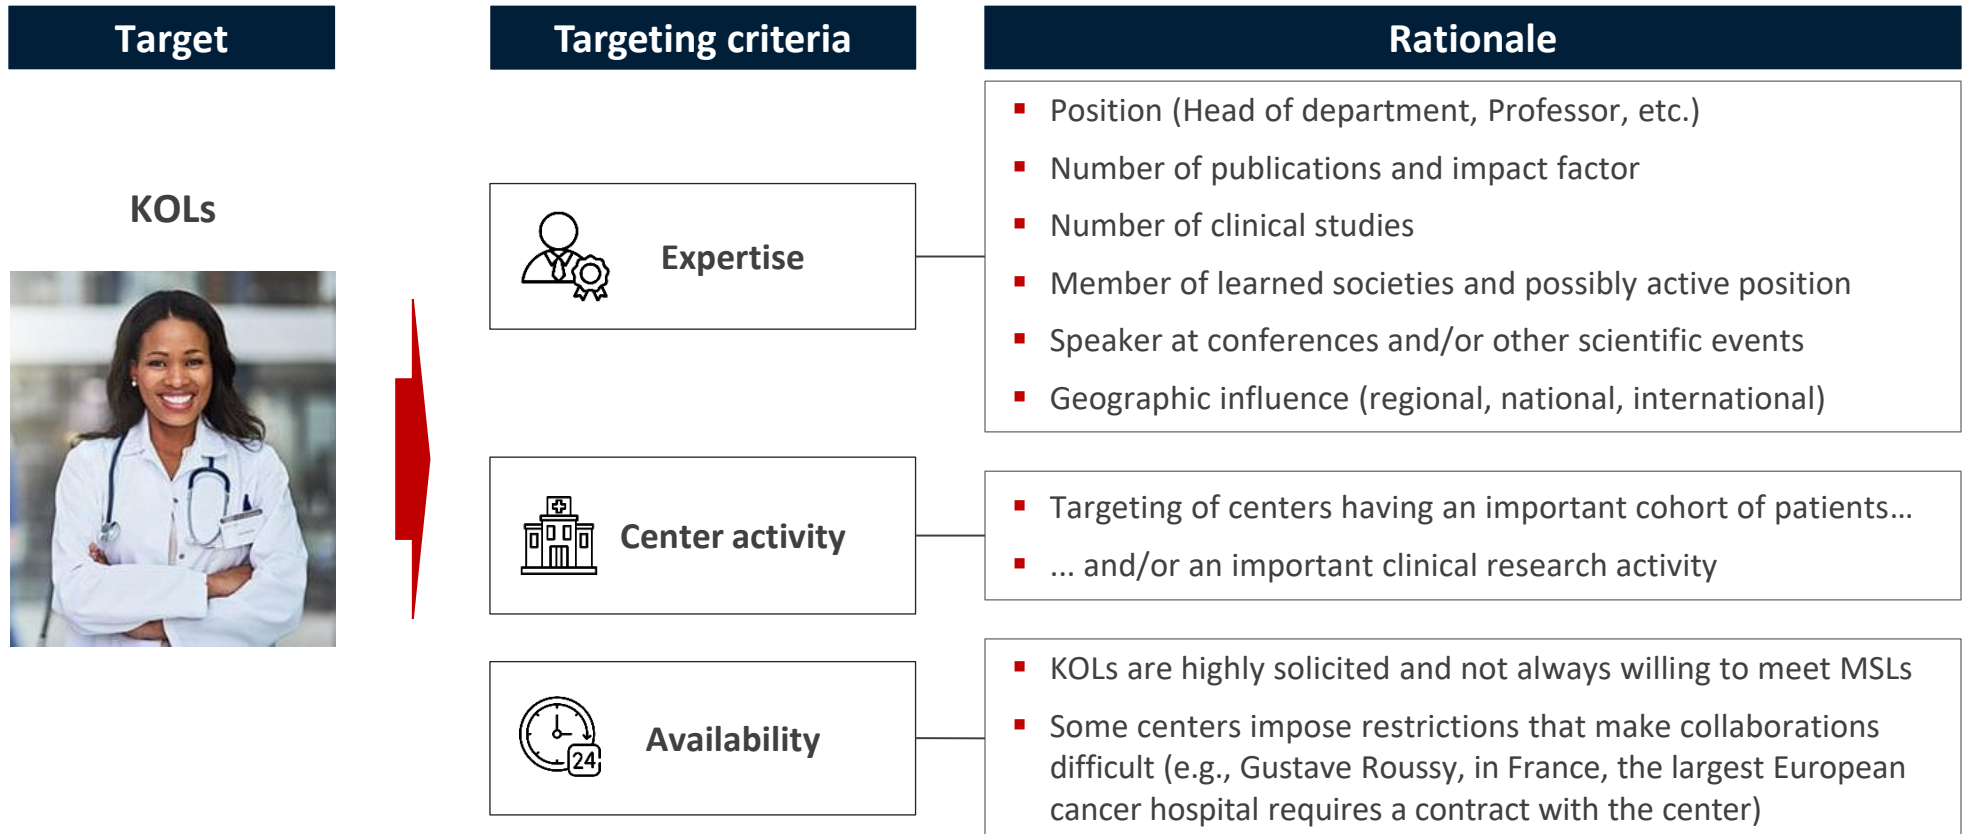 Target
Targeting criteria
Rationale
KOLs
Expertise
▪ Position (Head of department, Professor, etc.)
▪ Number of publications and impact factor
▪ Number of clinical studies
▪ Member of learned societies and possibly active position
▪ Speaker at conferences and/or other scientific events
▪ Geographic influence (regional, national, international)
Center activity
▪ Targeting of centers having an important cohort of patients...
▪ ... and/or an important clinical research activity
24
Availability
▪ KOLs are highly solicited and not always willing to meet MSLs
▪ Some centers impose restrictions that make collaborations
difficult (e.g., Gustave Roussy, in France, the largest European
cancer hospital requires a contract with the center)